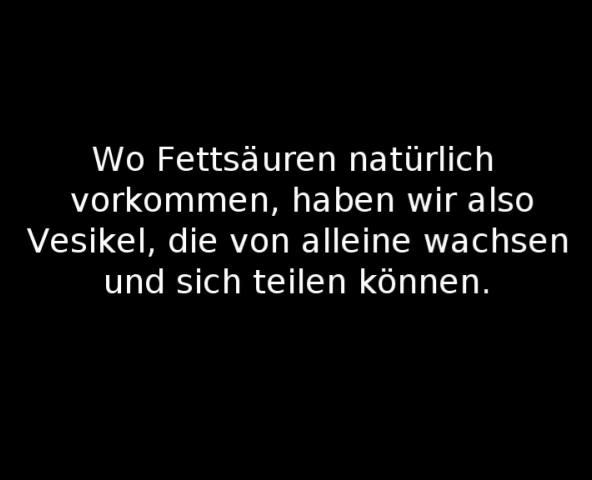 Wo Fettsäuren natürlich
vorkommen, haben wir also
Vesikel, die von alleine wachsen
und sich teilen können.